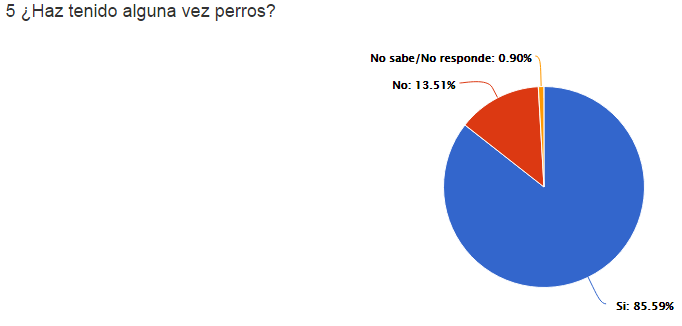 5 ¿Haz tenido alguna vez perros?
No sabe/No responde: 0.90%
No: 13.51%
Si: 85.59%